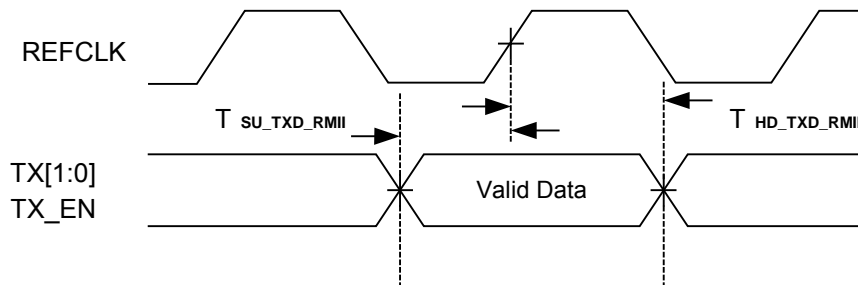 REFCLK
T SU_TXD_RMII
T HD_TXD_RMII
TX[1:0]
TX_EN
Valid Data